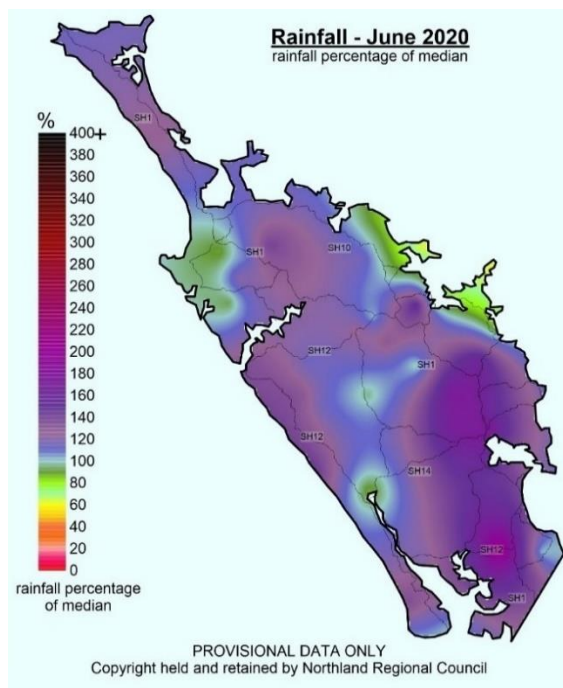 Rainfall - June 2020
rainfall percentage of median
%
400+
380
360
340
320
300
280
260
240
220
200
180
160
140
120
100
80
60
40
20
0
rainfall percentage
of median
SH1
SH1
SH10
SH12
SH1
SH12
SH14
SH12
SH1
PROVISIONAL DATA ONLY
Copyright held and retained by Northland Regional Council